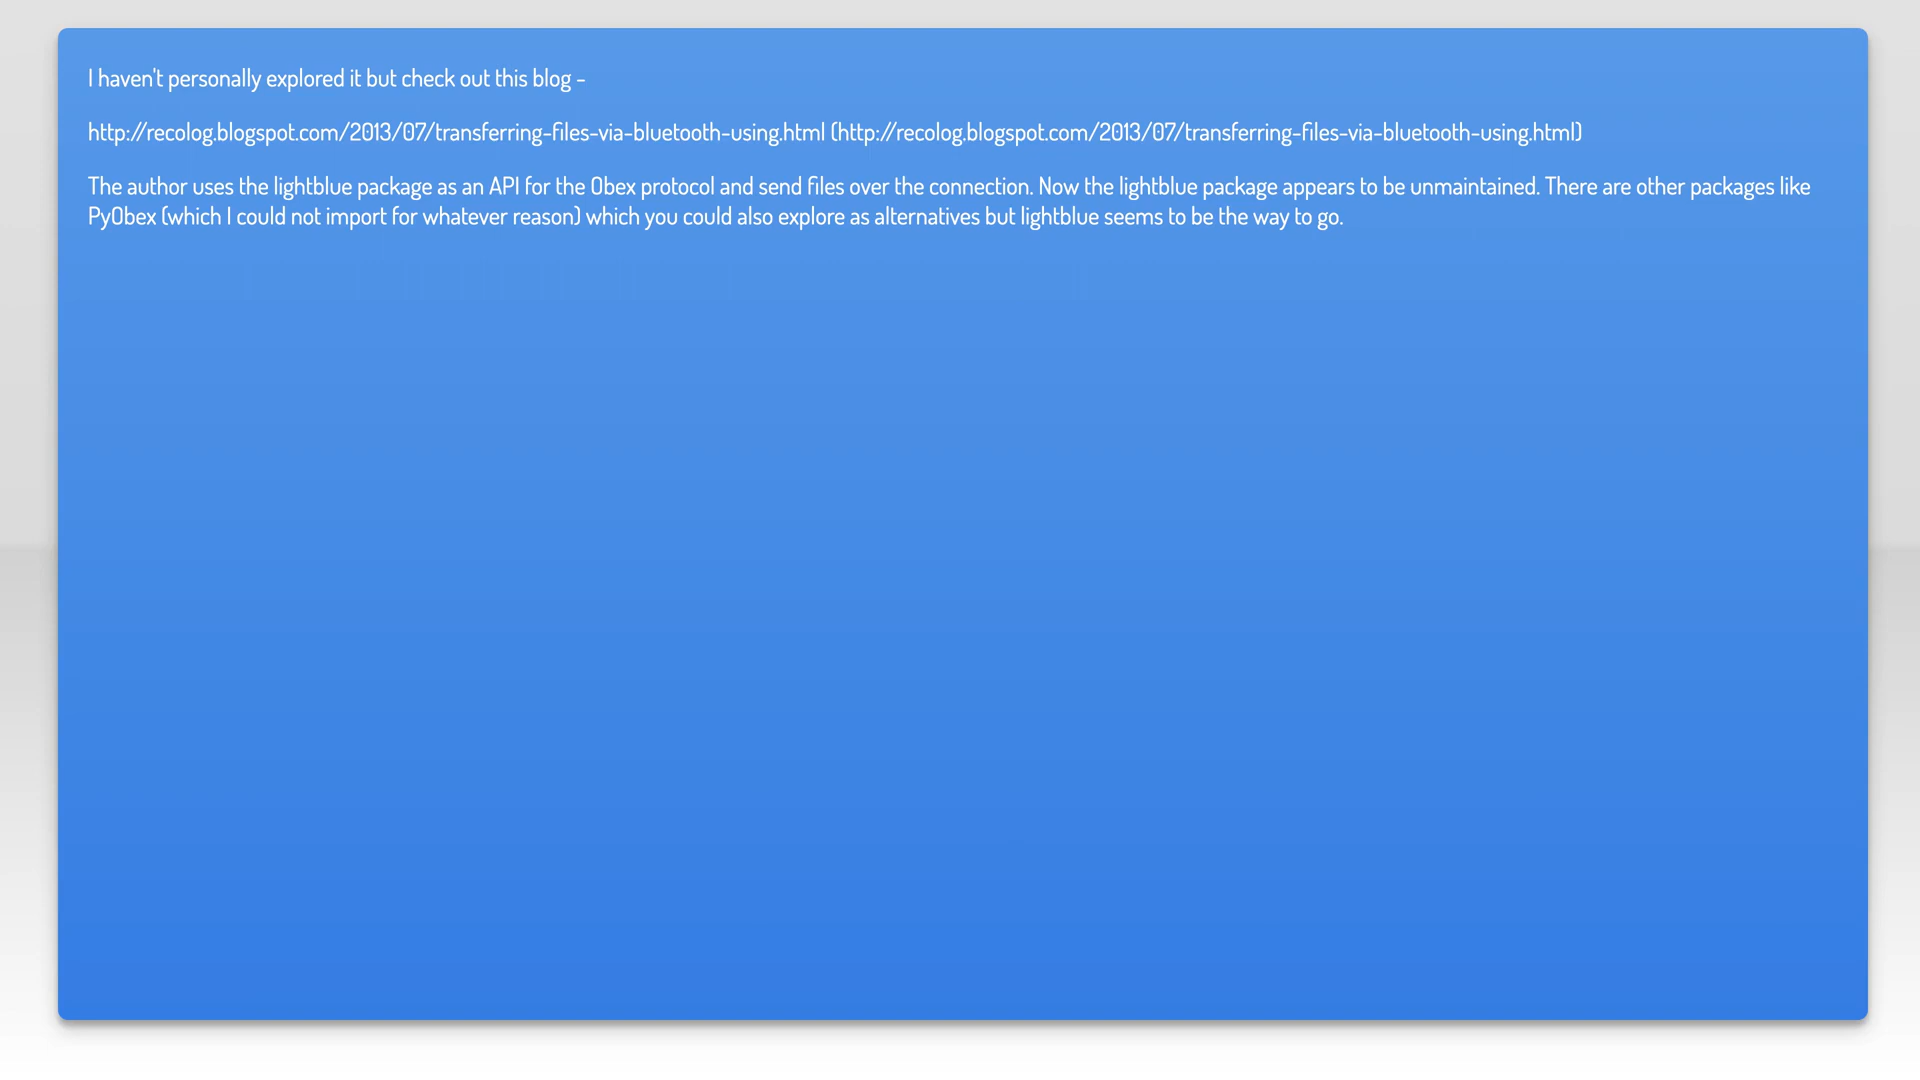 I haven't personally explored it but check out this blog -
http://recolog.blogspot.com/2013/07/transferring-files-via-bluetooth-using.html (http://recolog.blogspot.com/2013/07/transferring-files-via-bluetooth-using.html)
The author uses the lightblue package as an API for the Obex protocol and send files over the connection. Now the lightblue package appears to be unmaintained. There are other packages like
PyObex (which I could not import for whatever reason) which you could also explore as alternatives but lightblue seems to be the way to go.